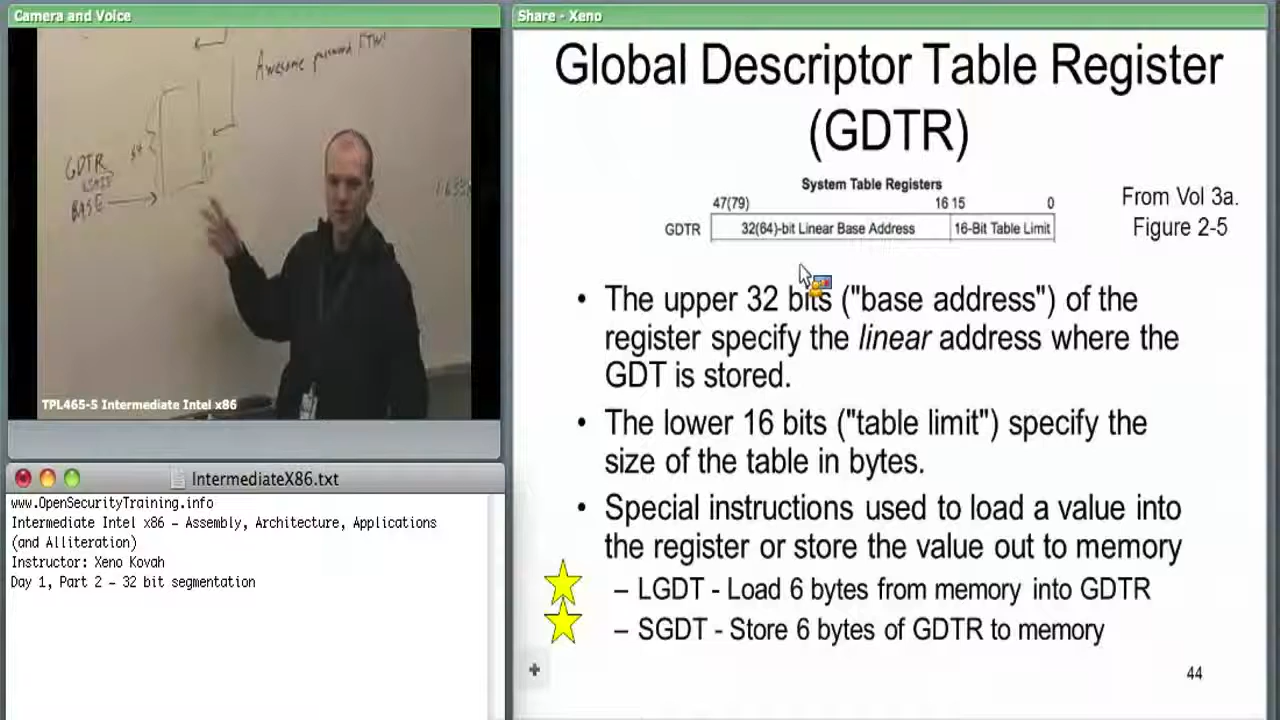 Camera and Voice
Awesome password FTW!
GDTR
LIMIT
BASE
TPL465-S Intermediate Intel x86
IntermediateX86.txt
www.OpenSecurityTraining.info
Intermediate Intel x86 – Assembly, Architecture, Applications
(and Alliteration)
Instructor: Xeno Kovah
Day 1, Part 2 – 32 bit segmentation
Share - Xeno
Global Descriptor Table Register
(GDTR)
System Table Registers
47(79) 16 15 0
GDTR 32(64)-bit Linear Base Address 16-Bit Table Limit
From Vol 3a.
Figure 2-5
• The upper 32 bits ("base address") of the
register specify the linear address where the
GDT is stored.
• The lower 16 bits ("table limit") specify the
size of the table in bytes.
• Special instructions used to load a value into
the register or store the value out to memory
– LGDT - Load 6 bytes from memory into GDTR
– SGDT - Store 6 bytes of GDTR to memory
44